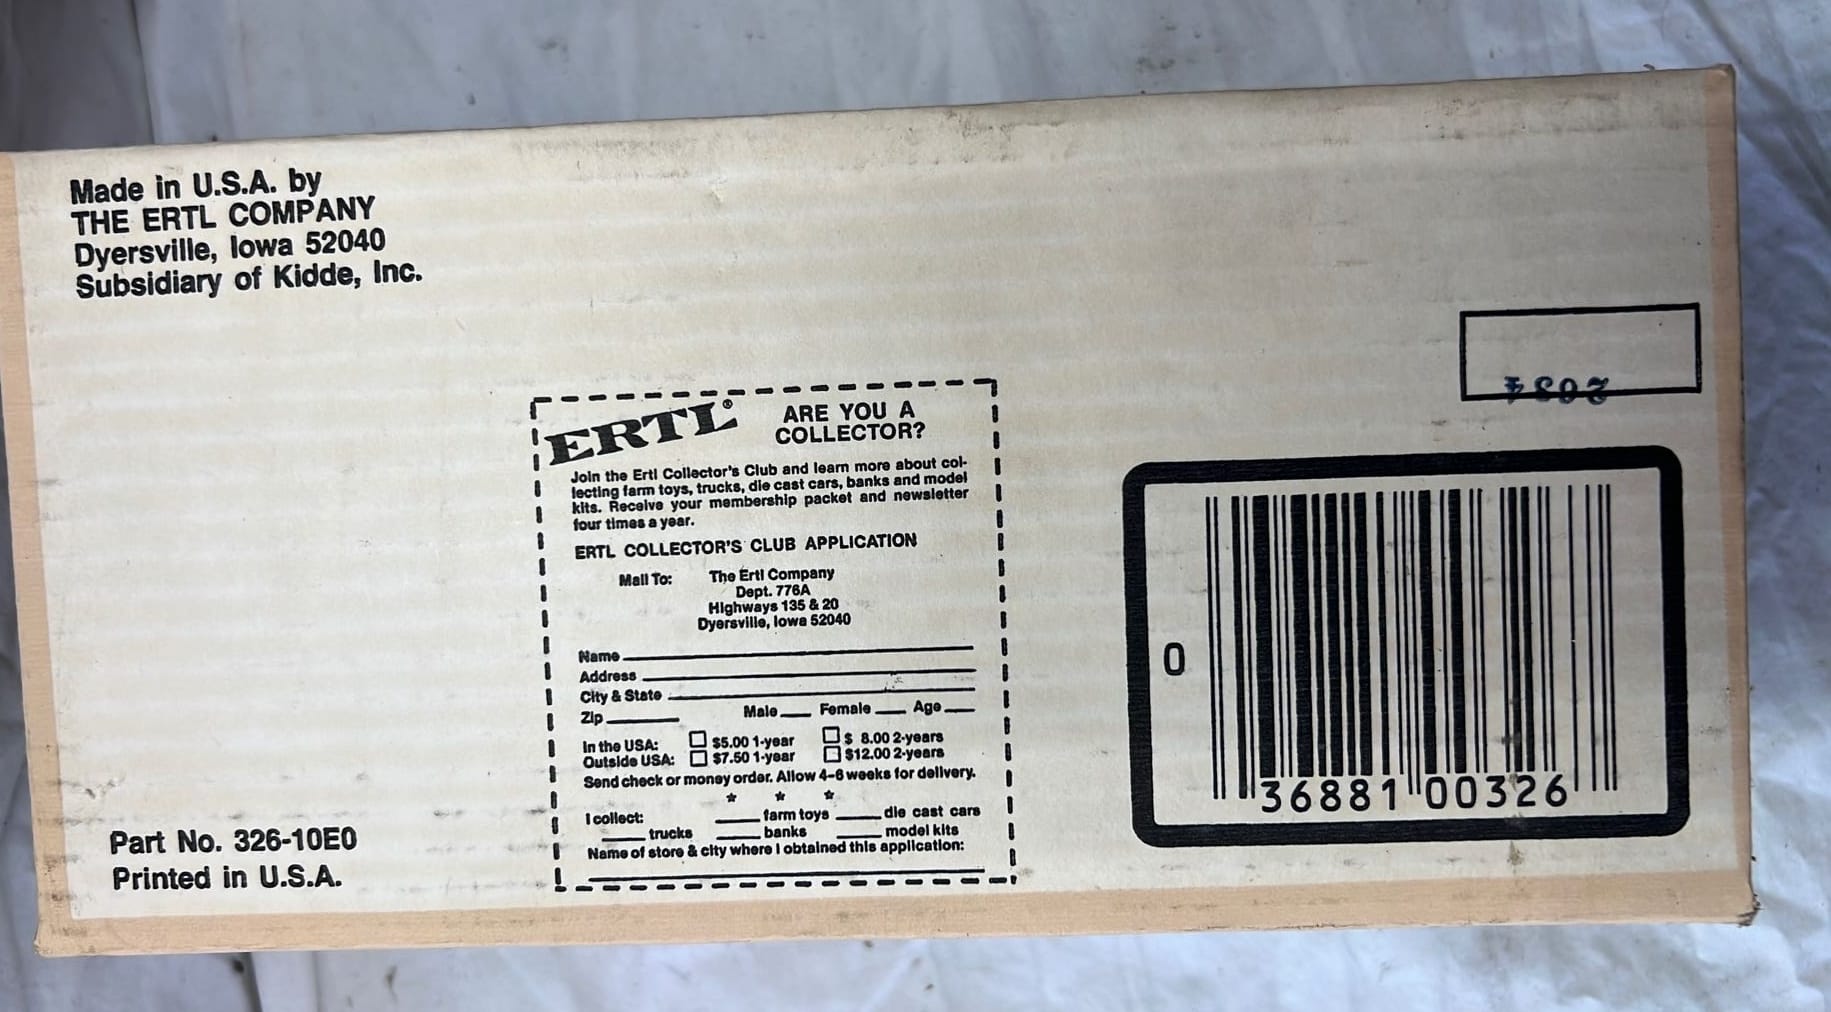 Made in U.S.A. by
THE ERTL COMPANY
Dyersville, Iowa 52040
Subsidiary of Kidde, Inc.
ERTL®
ARE YOU A
COLLECTOR?
Join the Ertl Collector's Club and learn more about col-
lecting farm toys, trucks, die cast cars, banks and model
kits. Receive your membership packet and newsletter
four times a year.
ERTL COLLECTOR'S CLUB APPLICATION
Mail To: The Ertl Company
Dept. 776A
Highways 135 & 20
Dyersville, Iowa 52040
Name
Address
City & State
Zip Male Female Age
In the USA: $5.00 1-year $ 8.00 2-years
Outside USA: $7.50 1-year $12.00 2-years
Send check or money order. Allow 4-6 weeks for delivery.
I collect: farm toys die cast cars
trucks banks model kits
Name of store & city where I obtained this application:
Part No. 326-10E0
Printed in U.S.A.
0 36881 00326